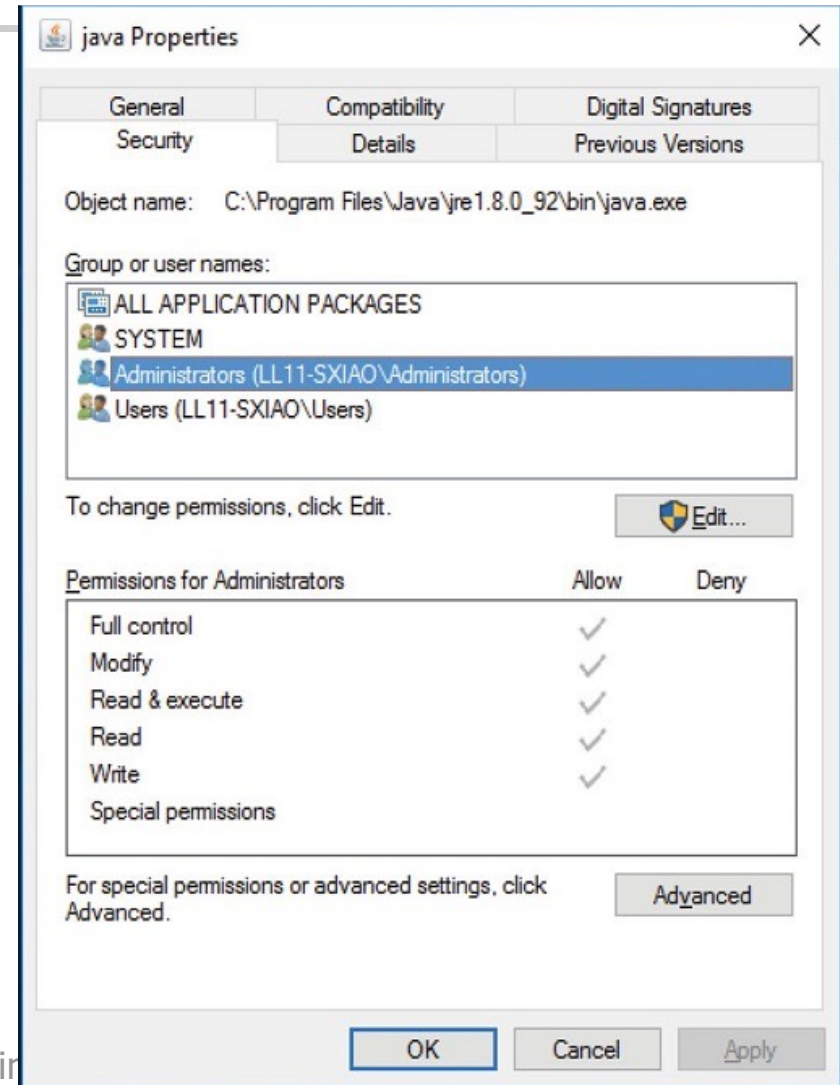 java Properties
General Compatibility Digital Signatures
Security Details Previous Versions
Object name: C:\Program Files\Java\jre1.8.0_92\bin\java.exe
Group or user names:
ALL APPLICATION PACKAGES
SYSTEM
Administrators (LL11-SXIAO\Administrators)
Users (LL11-SXIAO\Users)
To change permissions, click Edit.
Edit...
Permissions for Administrators Allow Deny
Full control
Modify
Read & execute
Read
Write
Special permissions
For special permissions or advanced settings, click
Advanced.
Advanced
OK Cancel Apply